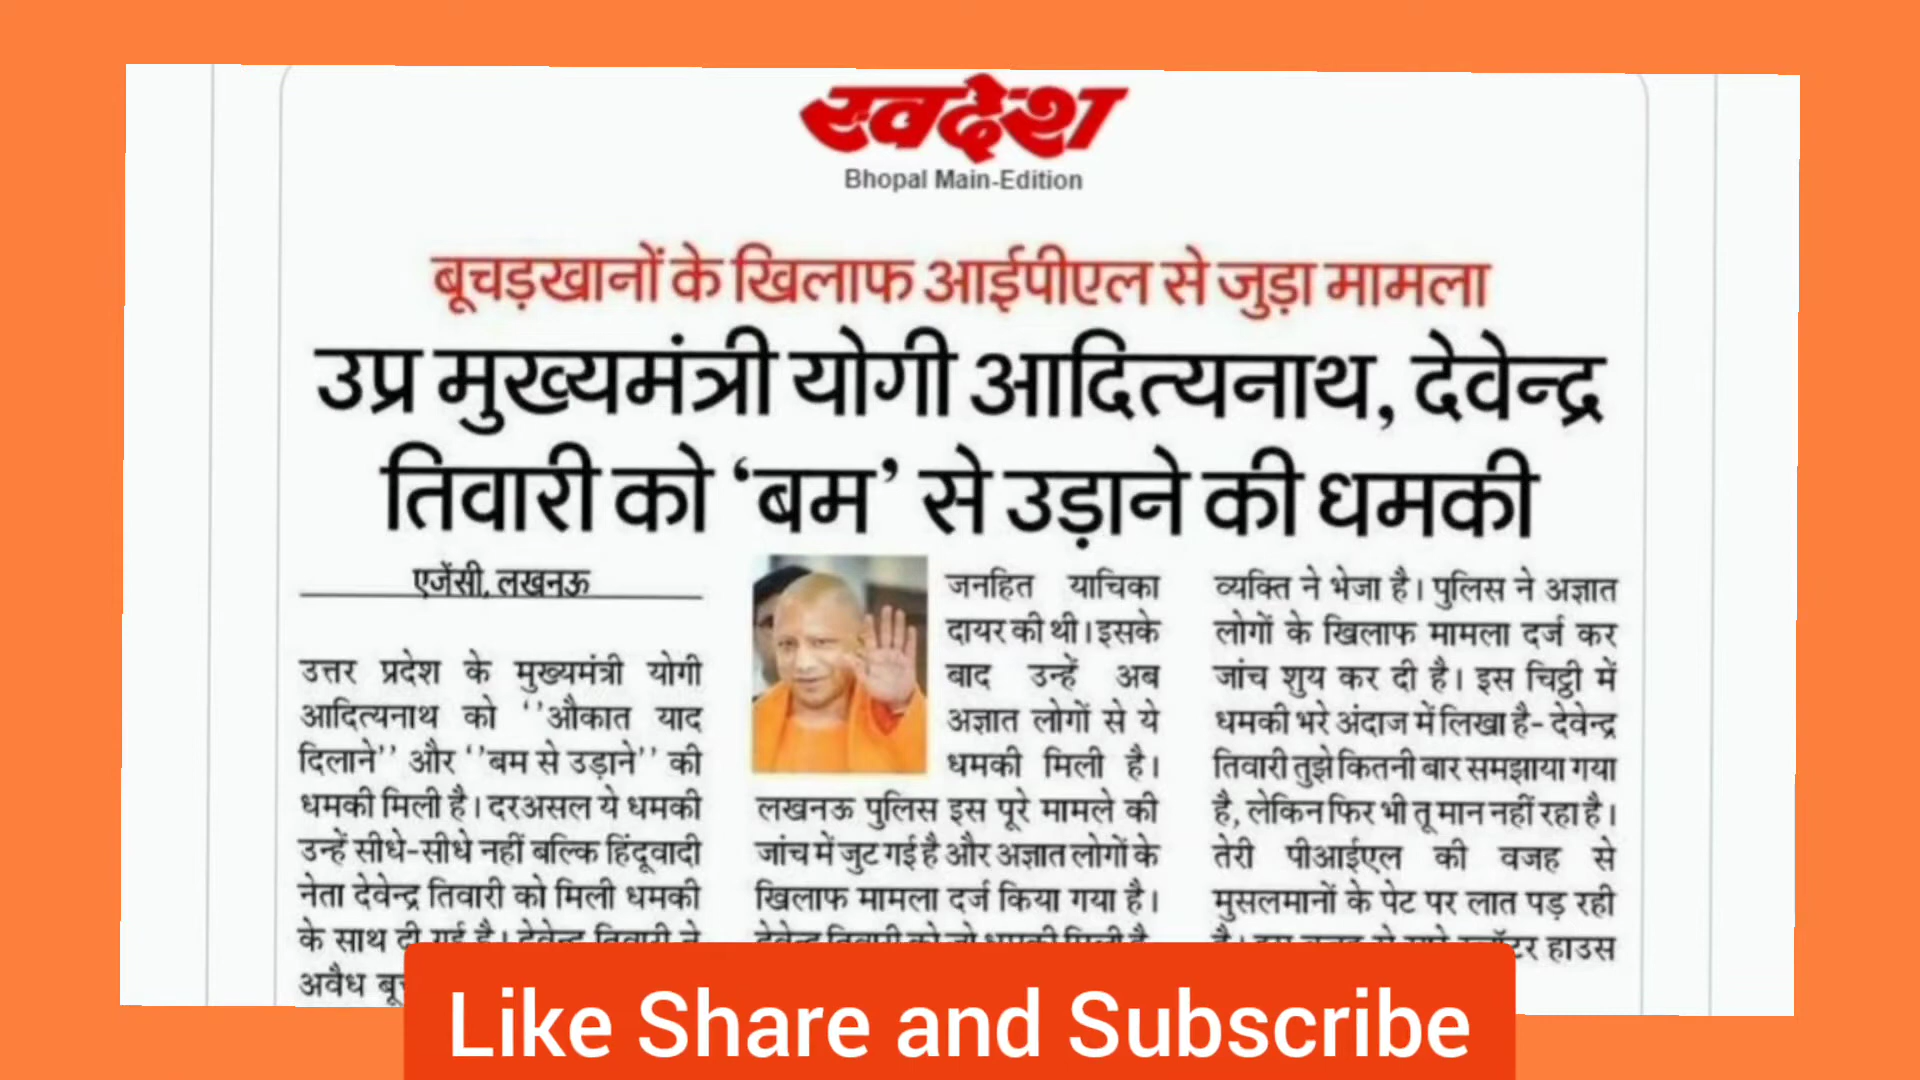 स्वदेश
Bhopal Main-Edition
बूचड़खानों के खिलाफ आईपीएल से जुड़ा मामला
उप्र मुख्यमंत्री योगी आदित्यनाथ, देवेन्द्र
तिवारी को ‘बम’ से उड़ाने की धमकी
एजेंसी, लखनऊ
उत्तर प्रदेश के मुख्यमंत्री योगी
आदित्यनाथ को ‘‘औकात याद
दिलाने’’ और ‘‘बम से उड़ाने’’ की
धमकी मिली है। दरअसल ये धमकी
उन्हें सीधे-सीधे नहीं बल्कि हिंदूवादी
नेता देवेन्द्र तिवारी को मिली धमकी
के साथ दी गई है। देवेन्द्र तिवारी ने
अवैध
जनहित याचिका
दायर की थी। इसके
बाद उन्हें अब
अज्ञात लोगों से ये
धमकी मिली है।
लखनऊ पुलिस इस पूरे मामले की
जांच में जुट गई है और अज्ञात लोगों के
खिलाफ मामला दर्ज किया गया है।
देवेन्द्र तिवारी को जो धमकी मिली है
व्यक्ति ने भेजा है। पुलिस ने अज्ञात
लोगों के खिलाफ मामला दर्ज कर
जांच शुय कर दी है। इस चिट्ठी में
धमकी भरे अंदाज में लिखा है- देवेन्द्र
तिवारी तुझे कितनी बार समझाया गया
है, लेकिन फिर भी तू मान नहीं रहा है।
तेरी पीआईएल की वजह से
मुसलमानों के पेट पर लात पड़ रही
है। हाउस
Like Share and Subscribe